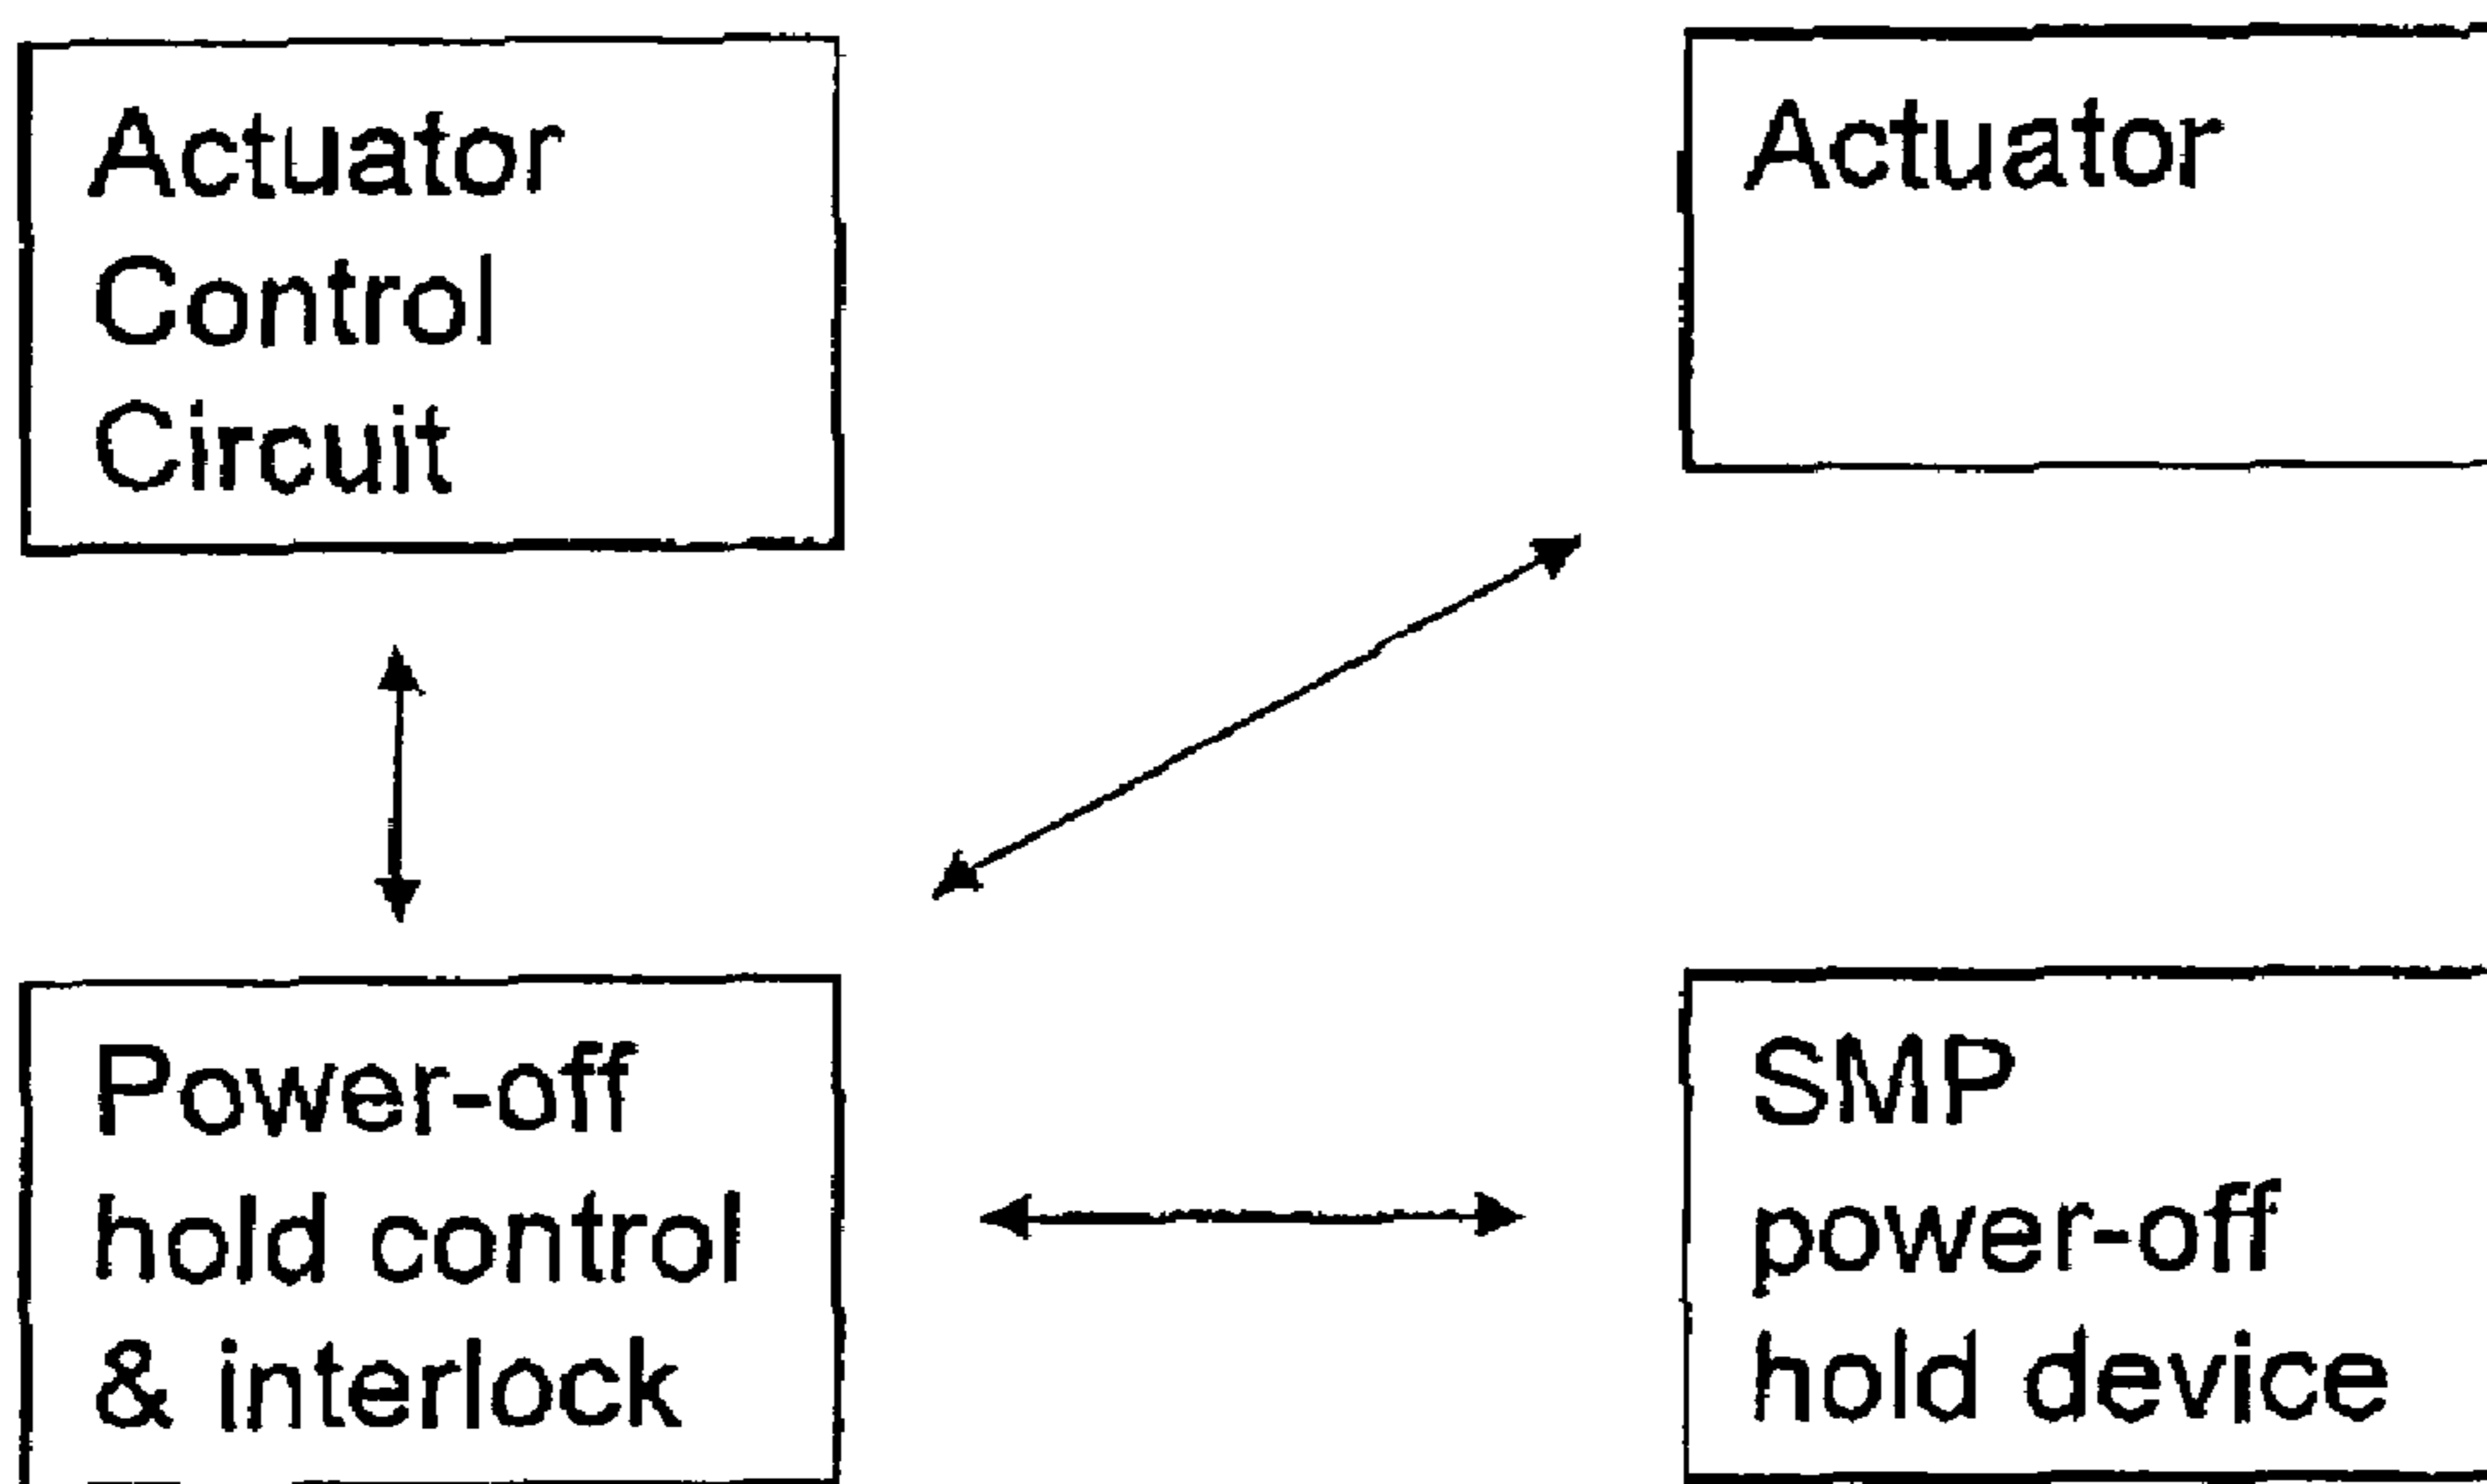 Actuator
Control
Circuit
Actuator
Power-off
hold control
& interlock
SMP
power-off
hold device